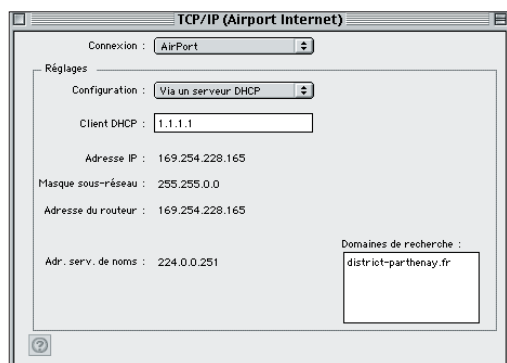 TCP/IP (Airport Internet)
Connexion : AirPort
Réglages
Configuration : Via un serveur DHCP
Client DHCP : 1.1.1.1
Adresse IP : 169.254.228.165
Masque sous-réseau : 255.255.0.0
Adresse du routeur : 169.254.228.165
Domaines de recherche :
Adr. serv. de noms : 224.0.0.251
district-parthenay.fr
?